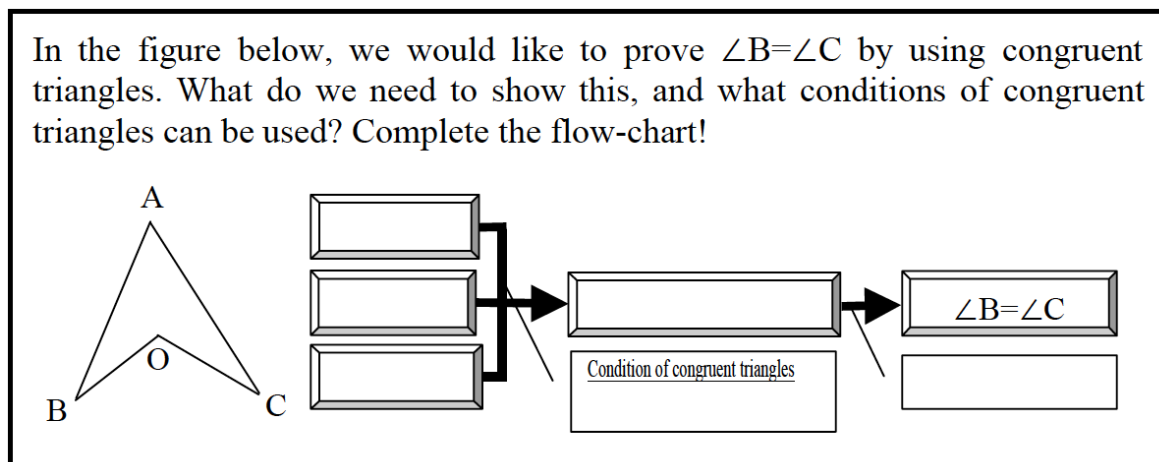 In the figure below, we would like to prove ∠B=∠C by using congruent
triangles. What do we need to show this, and what conditions of congruent
triangles can be used? Complete the flow-chart!
A
O
B
C
∠B=∠C
Condition of congruent triangles